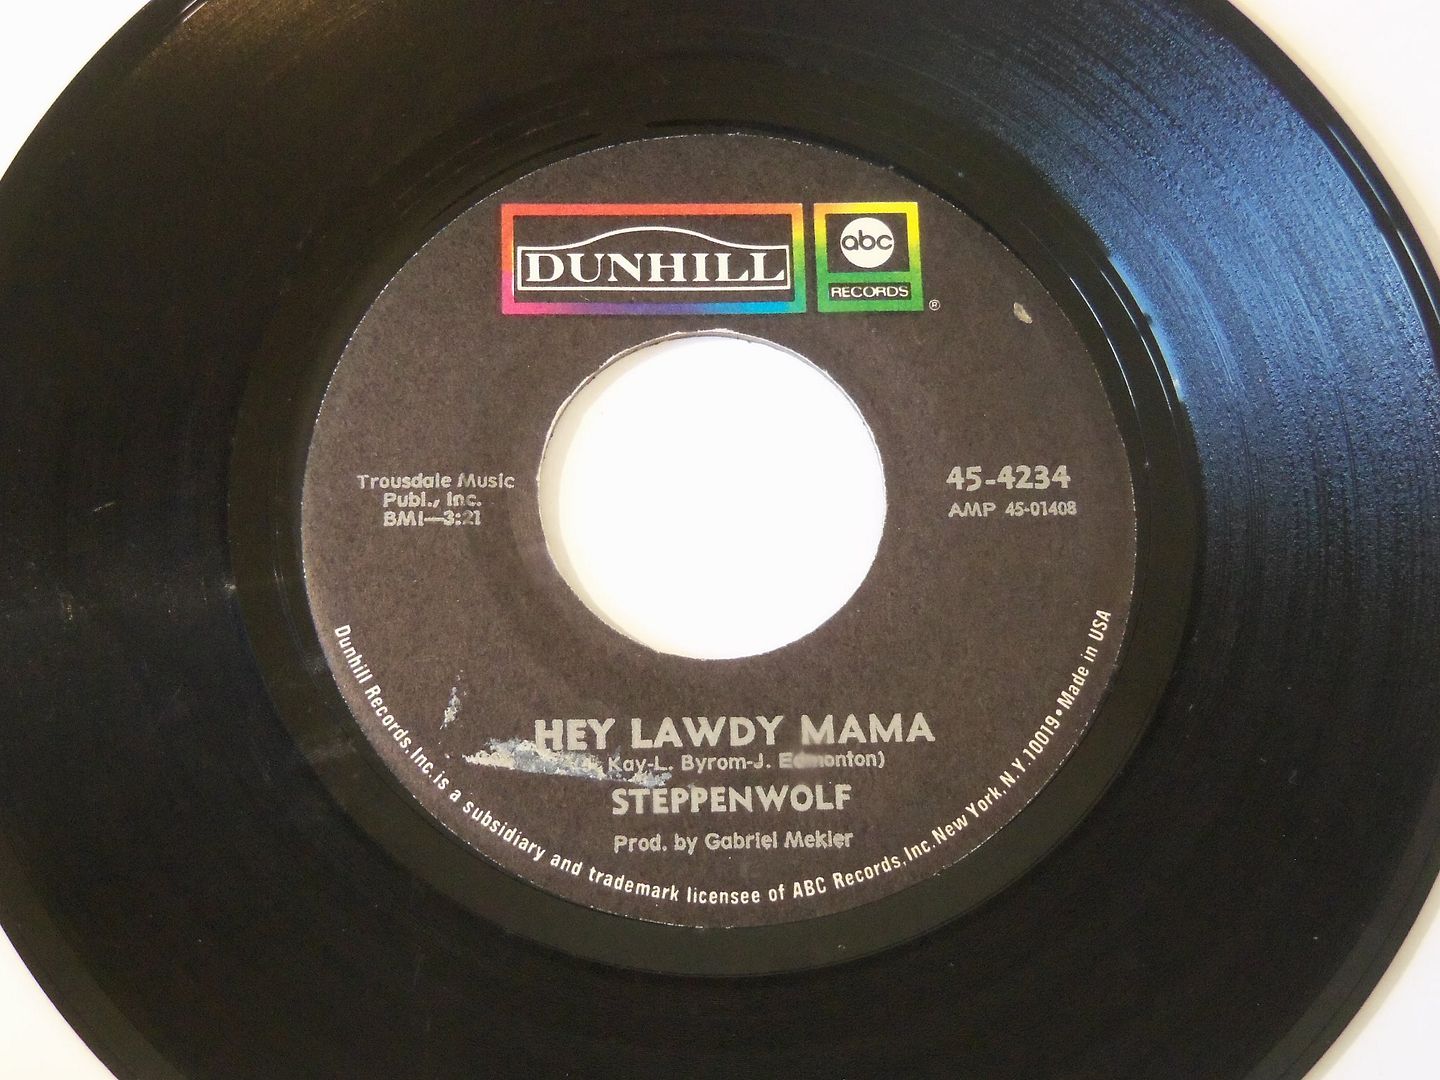 DUNHILL
abc
RECORDS
®
Trousdale Music
Publ., Inc.
BMI—3:21
45-4234
AMP 45-01408
HEY LAWDY MAMA
Kay-L. Byrom-J. Edmonton)
STEPPENWOLF
Prod. by Gabriel Mekler
Dunhill Records, Inc. is a subsidiary and trademark licensee of ABC Records, Inc. New York, N.Y. 10019 • Made in USA